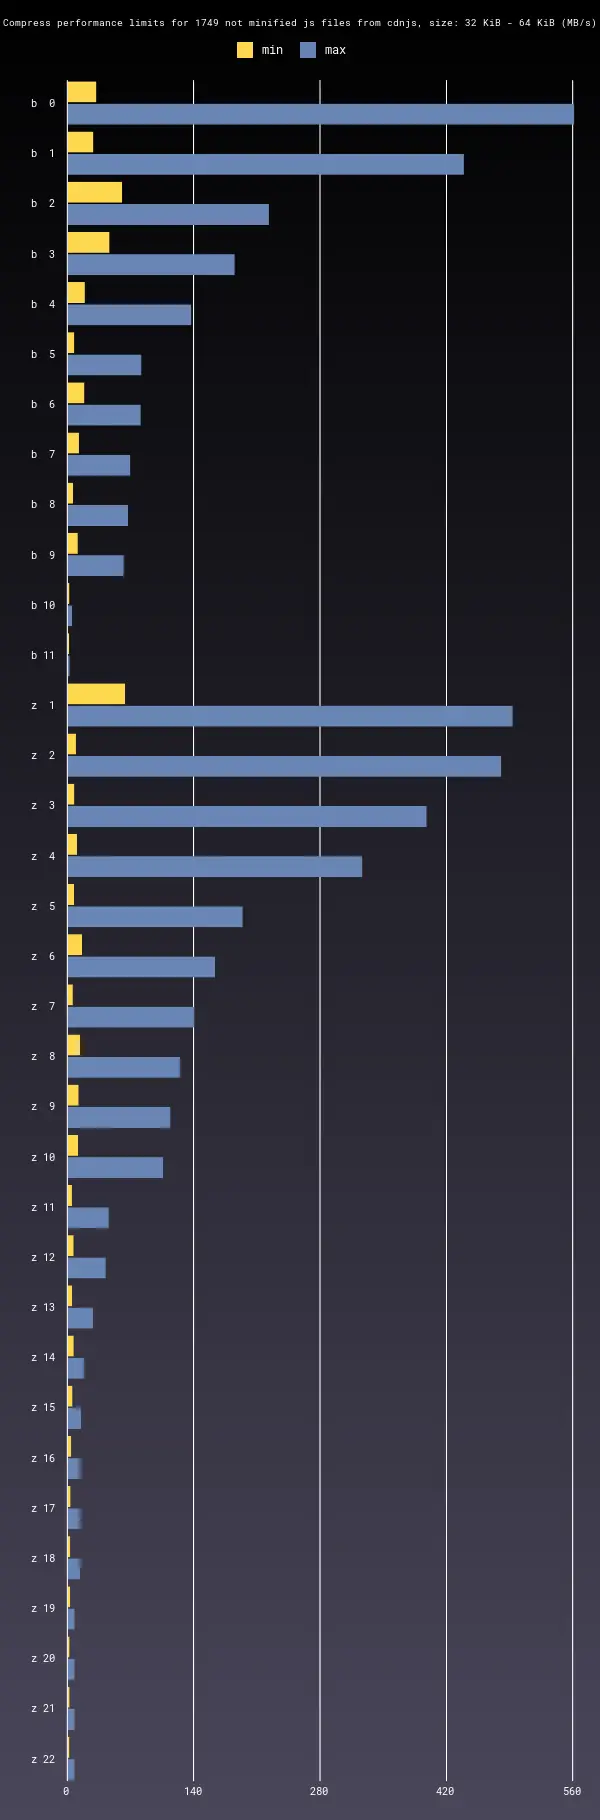 Compress performance limits for 1749 not minified js files from cdnjs, size: 32 KiB - 64 KiB (MB/s)
min max
b 0
b 1
b 2
b 3
b 4
b 5
b 6
b 7
b 8
b 9
b 10
b 11
z 1
z 2
z 3
z 4
z 5
z 6
z 7
z 8
z 9
z 10
z 11
z 12
z 13
z 14
z 15
z 16
z 17
z 18
z 19
z 20
z 21
z 22
0 140 280 420 560